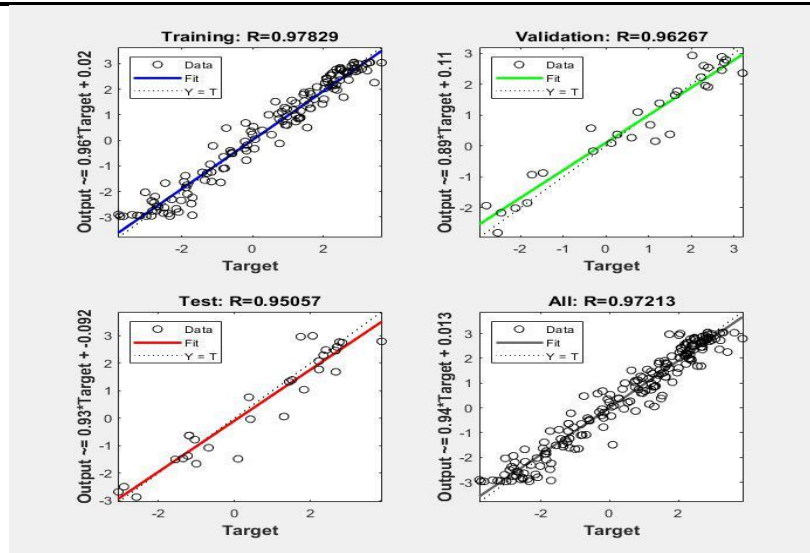 Training: R=0.97829
Output ~= 0.96*Target + 0.02
Data
Fit
Y = T
3
2
1
0
-1
-2
-3
-2
0
2
Target
Validation: R=0.96267
Output ~= 0.89*Target + 0.11
Data
Fit
Y = T
3
2
1
0
-1
-2
-2
-1
0
1
2
3
Target
Test: R=0.95057
Output ~= 0.93*Target + -0.092
Data
Fit
Y = T
3
2
1
0
-1
-2
-3
-2
0
2
Target
All: R=0.97213
Output ~= 0.94*Target + 0.013
Data
Fit
Y = T
3
2
1
0
-1
-2
-3
-2
0
2
Target